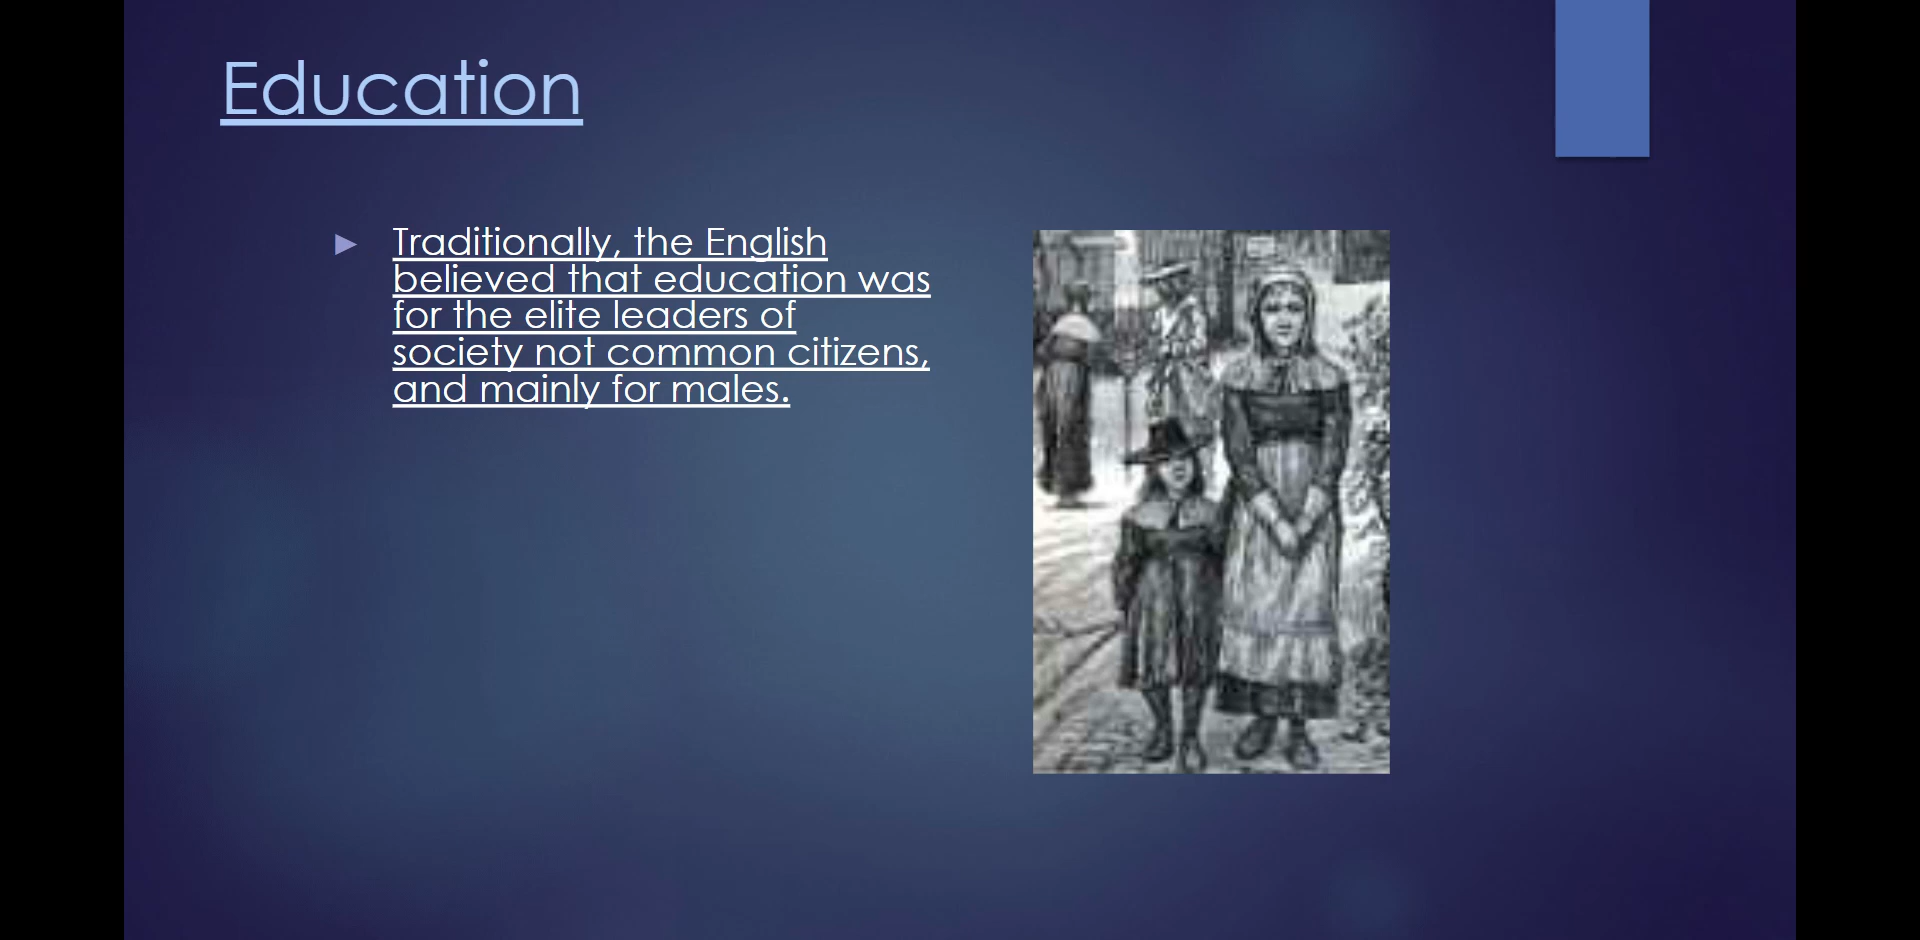 Education
Traditionally, the English
believed that education was
for the elite leaders of
society not common citizens,
and mainly for males.